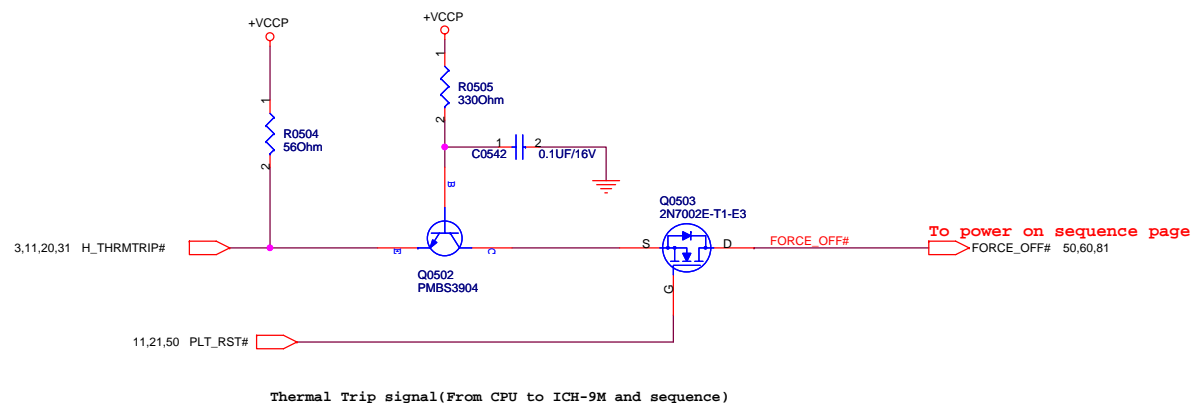 +VCCP
+VCCP
1
R0505
330Ohm
1
2
R0504
56Ohm
2
1
C0542
2
0.1UF/16V
B
Q0503
2N7002E-T1-E3
3,11,20,31 H_THRMTRIP#
E
C
S
D
FORCE_OFF#
To power on sequence page
FORCE_OFF# 50,60,81
Q0502
PMBS3904
G
11,21,50 PLT_RST#
Thermal Trip signal(From CPU to ICH-9M and sequence)